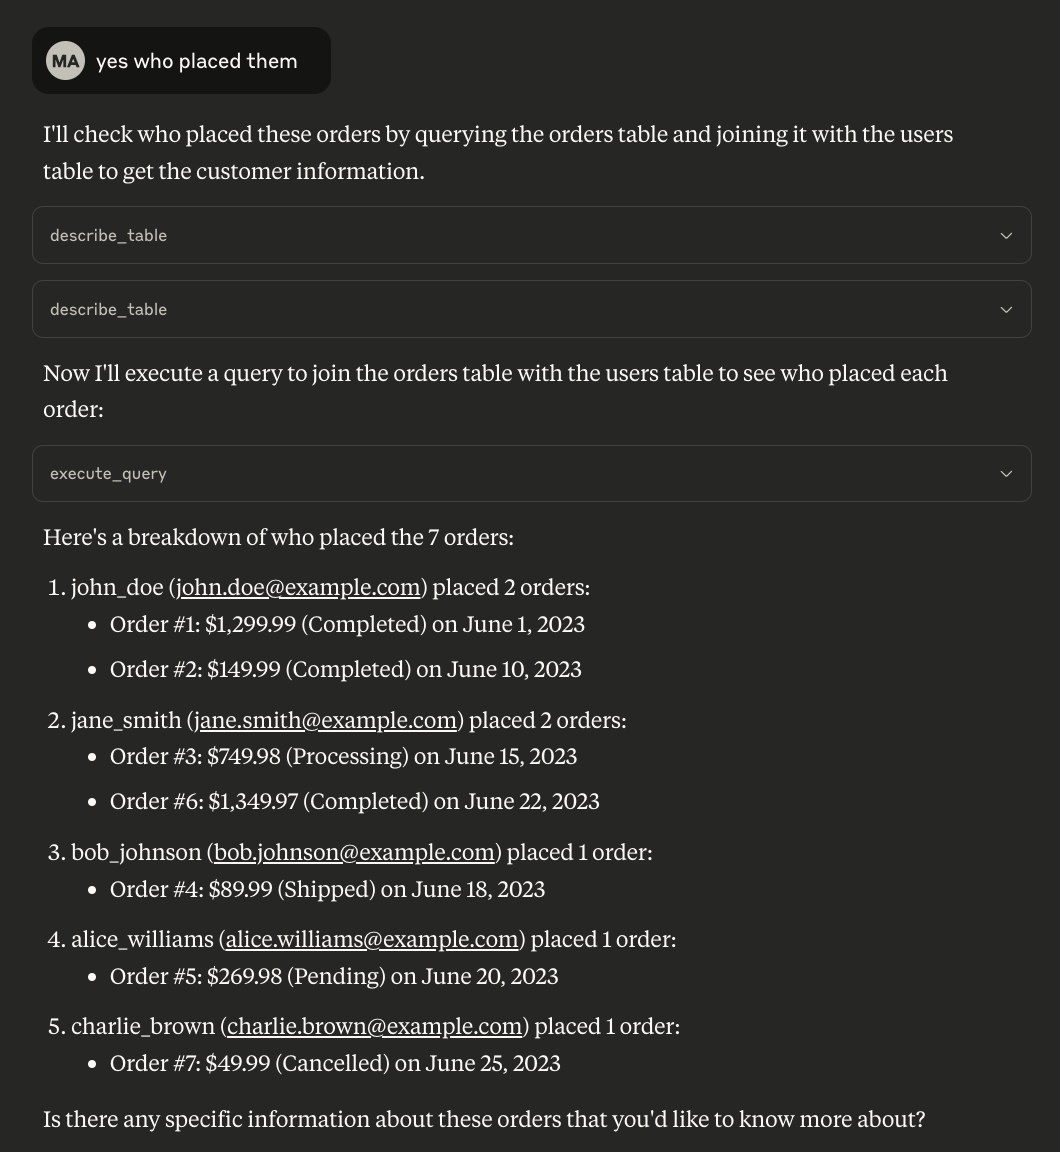 MA yes who placed them
I'll check who placed these orders by querying the orders table and joining it with the users
table to get the customer information.
describe_table
describe_table
Now I'll execute a query to join the orders table with the users table to see who placed each
order:
execute_query
Here's a breakdown of who placed the 7 orders:
1. john_doe (john.doe@example.com) placed 2 orders:
• Order #1: $1,299.99 (Completed) on June 1, 2023
• Order #2: $149.99 (Completed) on June 10, 2023
2. jane_smith (jane.smith@example.com) placed 2 orders:
• Order #3: $749.98 (Processing) on June 15, 2023
• Order #6: $1,349.97 (Completed) on June 22, 2023
3. bob_johnson (bob.johnson@example.com) placed 1 order:
• Order #4: $89.99 (Shipped) on June 18, 2023
4. alice_williams (alice.williams@example.com) placed 1 order:
• Order #5: $269.98 (Pending) on June 20, 2023
5. charlie_brown (charlie.brown@example.com) placed 1 order:
• Order #7: $49.99 (Cancelled) on June 25, 2023
Is there any specific information about these orders that you'd like to know more about?